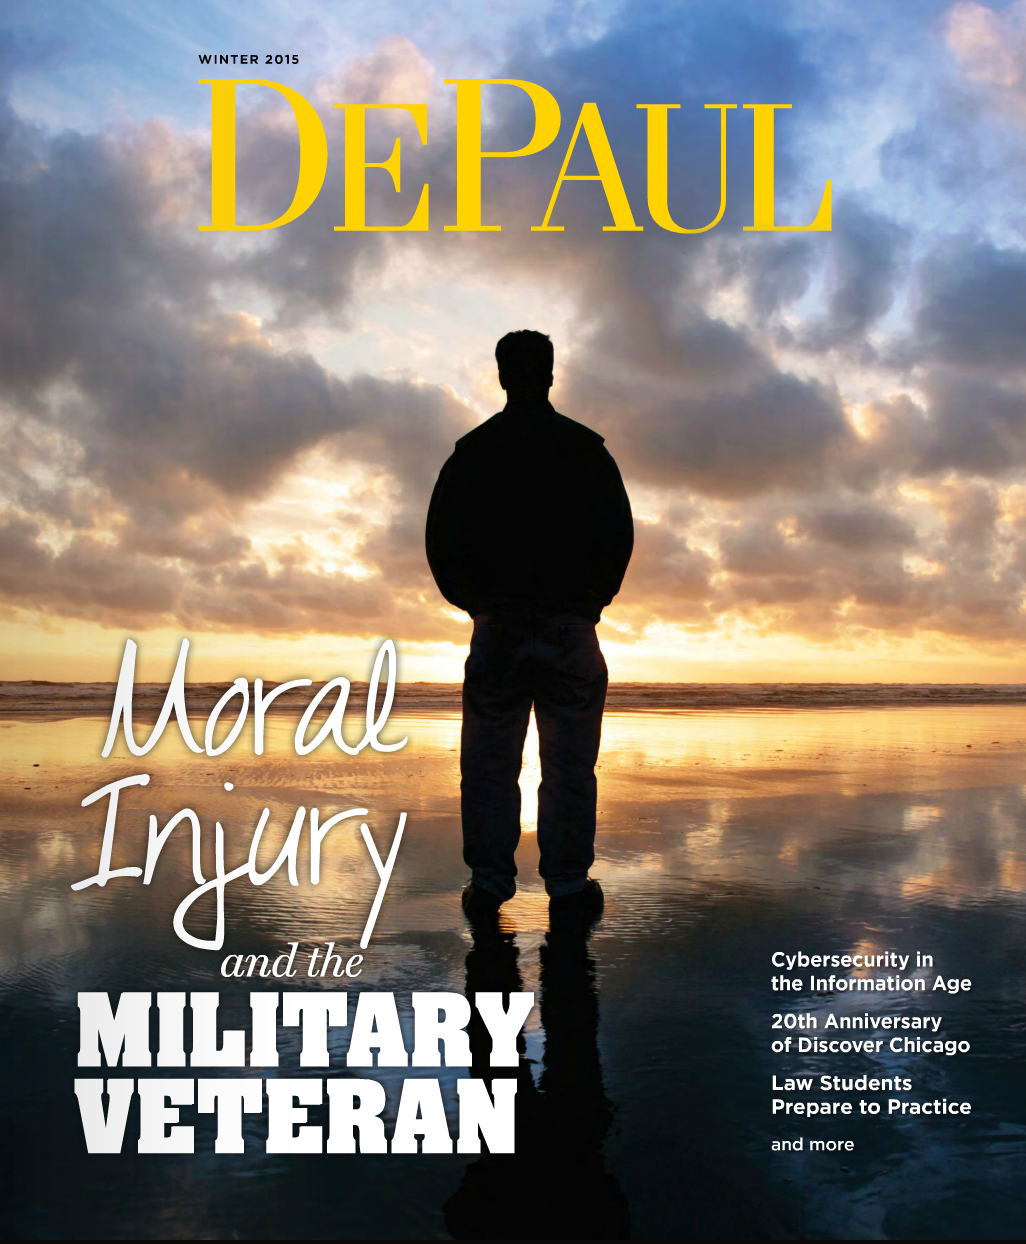 WINTER 2015
DEPAUL
Moral
Injury
and the
MILITARY
VETERAN
Cybersecurity in
the Information Age
20th Anniversary
of Discover Chicago
Law Students
Prepare to Practice
and more